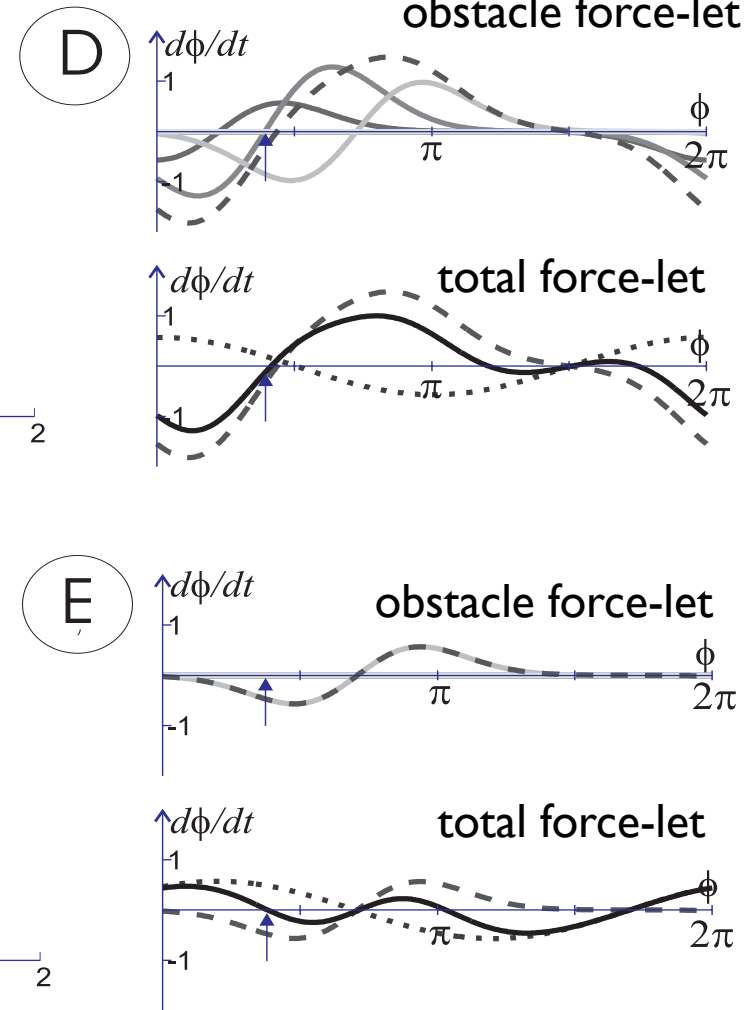 obstacle force-let
D
dϕ/dt
1
ϕ
π
2π
-1
dϕ/dt
total force-let
1
ϕ
π
2π
-1
2
E
dϕ/dt
obstacle force-let
1
ϕ
π
2π
-1
dϕ/dt
total force-let
1
ϕ
π
2π
-1
2